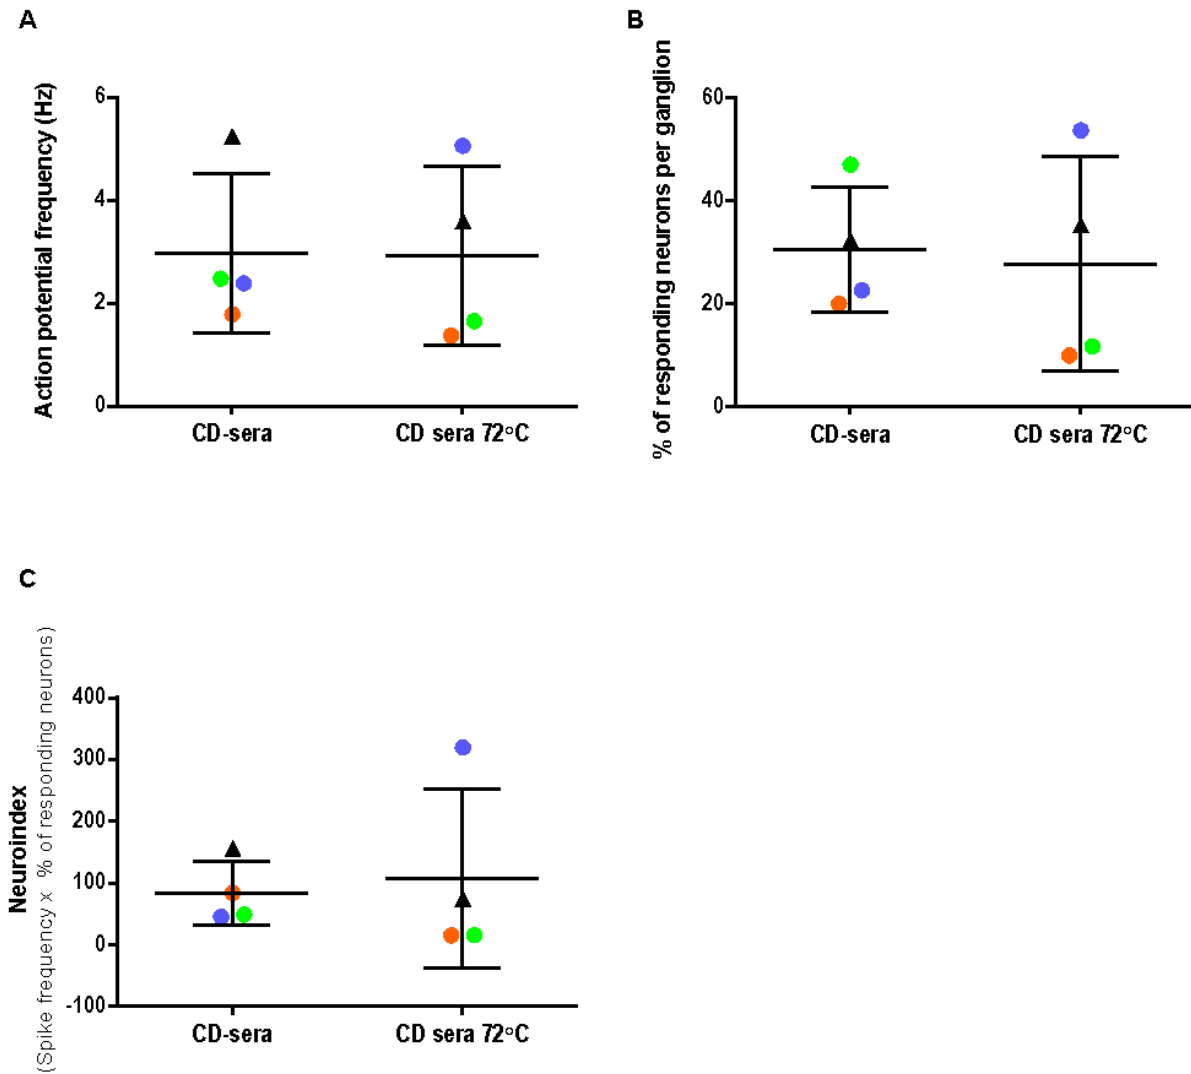 A
Action potential frequency (Hz)
6
4
2
0
CD-sera
CD sera 72°C
B
% of responding neurons per ganglion
60
40
20
0
CD-sera
CD sera 72°C
C
Neuroindex
(Spike frequency x % of responding neurons)
400
300
200
100
0
-100
CD-sera
CD sera 72°C